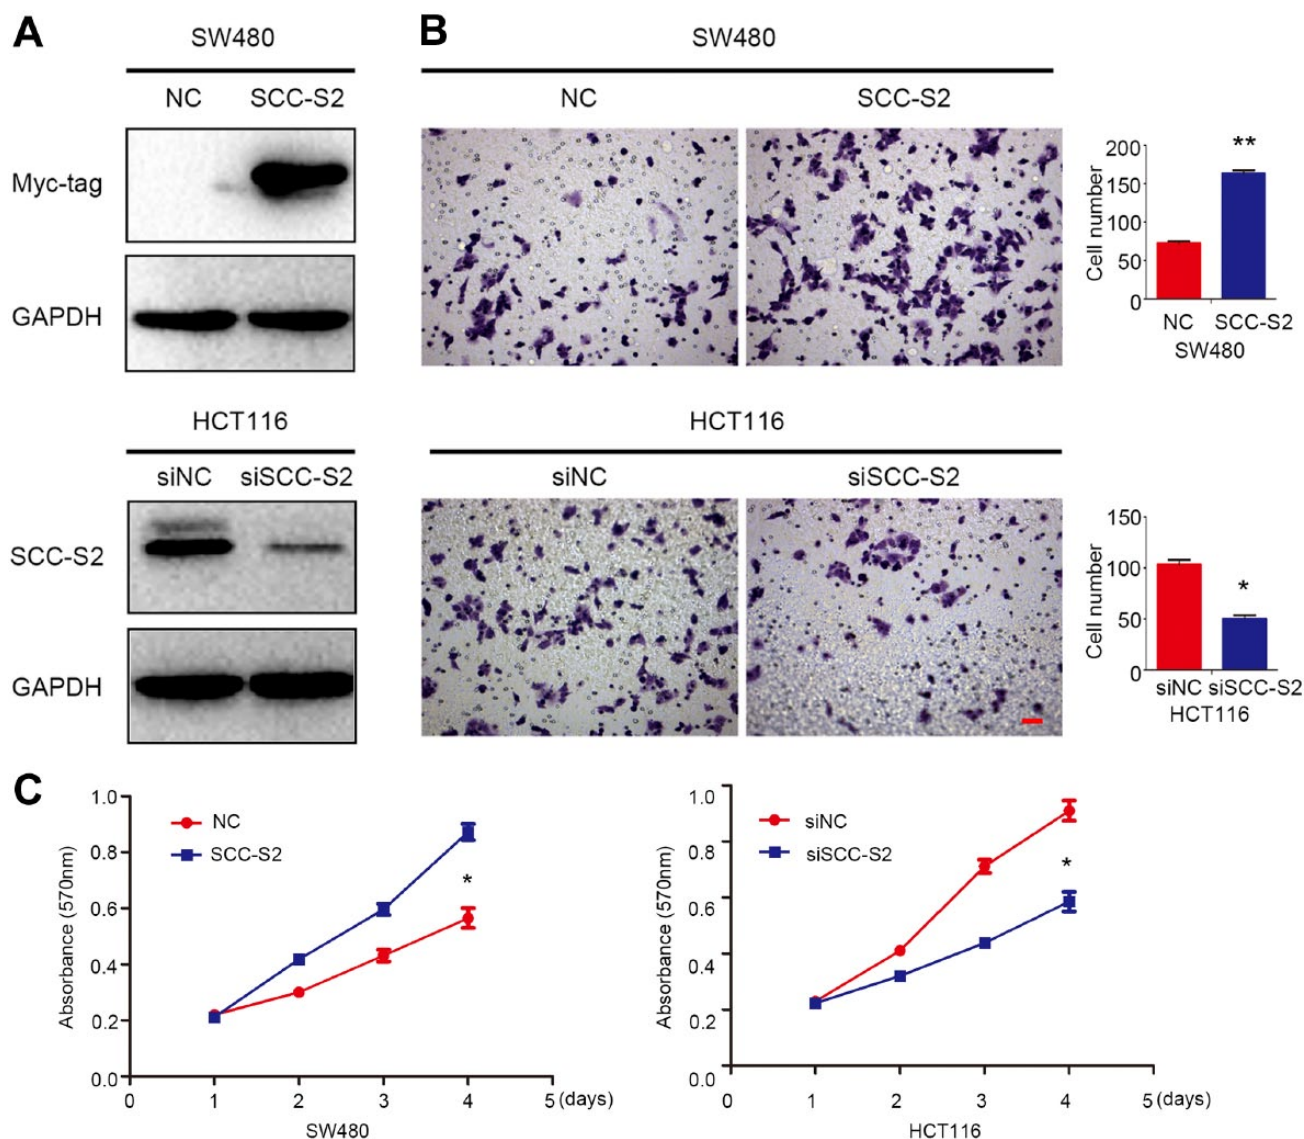 A
SW480
NC SCC-S2
Myc-tag
GAPDH
HCT116
siNC siSCC-S2
SCC-S2
GAPDH
B
SW480
NC SCC-S2
200
150
100
50
0
Cell number
**
NC SCC-S2
SW480
HCT116
siNC siSCC-S2
150
100
50
0
Cell number
*
siNC siSCC-S2
HCT116
C
1.0
0.8
0.6
0.4
0.2
0.0
Absorbance (570nm)
NC
SCC-S2
*
0 1 2 3 4 5 (days)
SW480
1.0
0.8
0.6
0.4
0.2
0.0
Absorbance (570nm)
siNC
siSCC-S2
*
0 1 2 3 4 5 (days)
HCT116